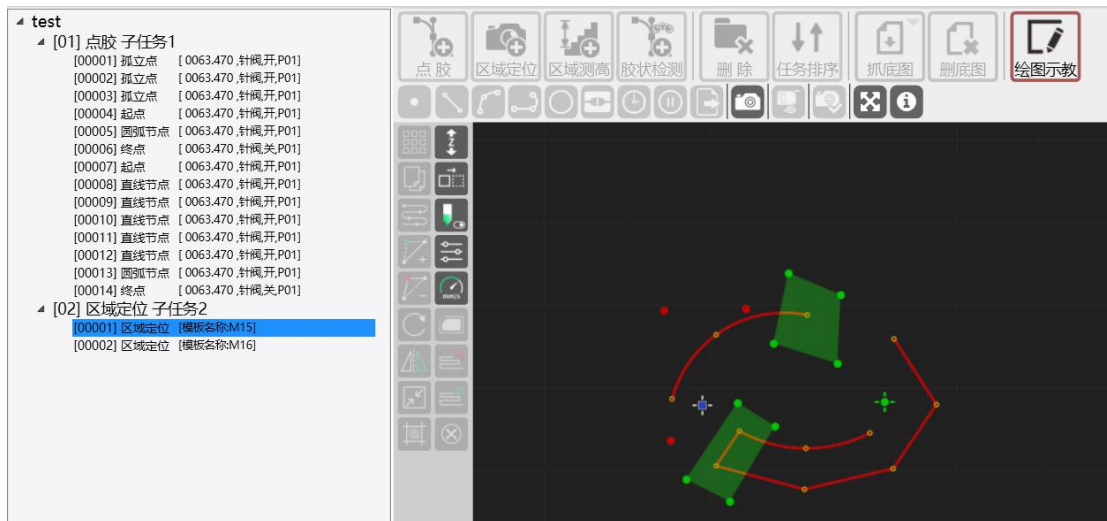 test
[01] 点胶 子任务1
[00001] 孤立点 [ 0063.470 ,针阀,开,P01]
[00002] 孤立点 [ 0063.470 ,针阀,开,P01]
[00003] 孤立点 [ 0063.470 ,针阀,开,P01]
[00004] 起点 [ 0063.470 ,针阀,开,P01]
[00005] 圆弧节点 [ 0063.470 ,针阀,开,P01]
[00006] 终点 [ 0063.470 ,针阀,关,P01]
[00007] 起点 [ 0063.470 ,针阀,开,P01]
[00008] 直线节点 [ 0063.470 ,针阀,开,P01]
[00009] 直线节点 [ 0063.470 ,针阀,开,P01]
[00010] 直线节点 [ 0063.470 ,针阀,开,P01]
[00011] 直线节点 [ 0063.470 ,针阀,开,P01]
[00012] 直线节点 [ 0063.470 ,针阀,开,P01]
[00013] 圆弧节点 [ 0063.470 ,针阀,开,P01]
[00014] 终点 [ 0063.470 ,针阀,关,P01]
[02] 区域定位 子任务2
[00001] 区域定位 [模板名称:M15]
[00002] 区域定位 [模板名称:M16]
点 胶 区域定位 区域测高 胶状检测 删 除 任务排序 抓底图 删底图 绘图示教
Z
mm/s